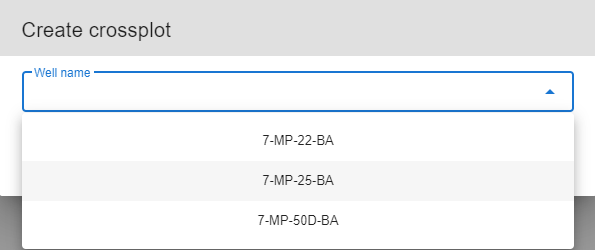 Create crossplot
Well name
7-MP-22-BA
7-MP-25-BA
7-MP-50D-BA